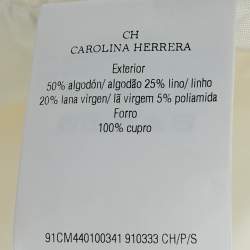 CH
CAROLINA HERRERA
Exterior
50% algodón/ algodão 25% lino/ linho
20% lana virgen/ lã virgem 5% poliamida
Forro
100% cupro
91CM440100341 910333 CH/P/S